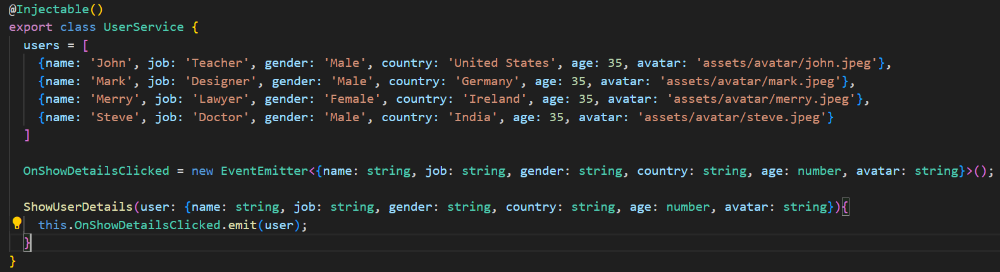 @Injectable()
export class UserService {
  users = [
    {name: 'John', job: 'Teacher', gender: 'Male', country: 'United States', age: 35, avatar: 'assets/avatar/john.jpeg'},
    {name: 'Mark', job: 'Designer', gender: 'Male', country: 'Germany', age: 35, avatar: 'assets/avatar/mark.jpeg'},
    {name: 'Merry', job: 'Lawyer', gender: 'Female', country: 'Ireland', age: 35, avatar: 'assets/avatar/merry.jpeg'},
    {name: 'Steve', job: 'Doctor', gender: 'Male', country: 'India', age: 35, avatar: 'assets/avatar/steve.jpeg'}
  ]
  OnShowDetailsClicked = new EventEmitter<{name: string, job: string, gender: string, country: string, age: number, avatar: string}>();
  ShowUserDetails(user: {name: string, job: string, gender: string, country: string, age: number, avatar: string}){
    this.OnShowDetailsClicked.emit(user);
  }
}